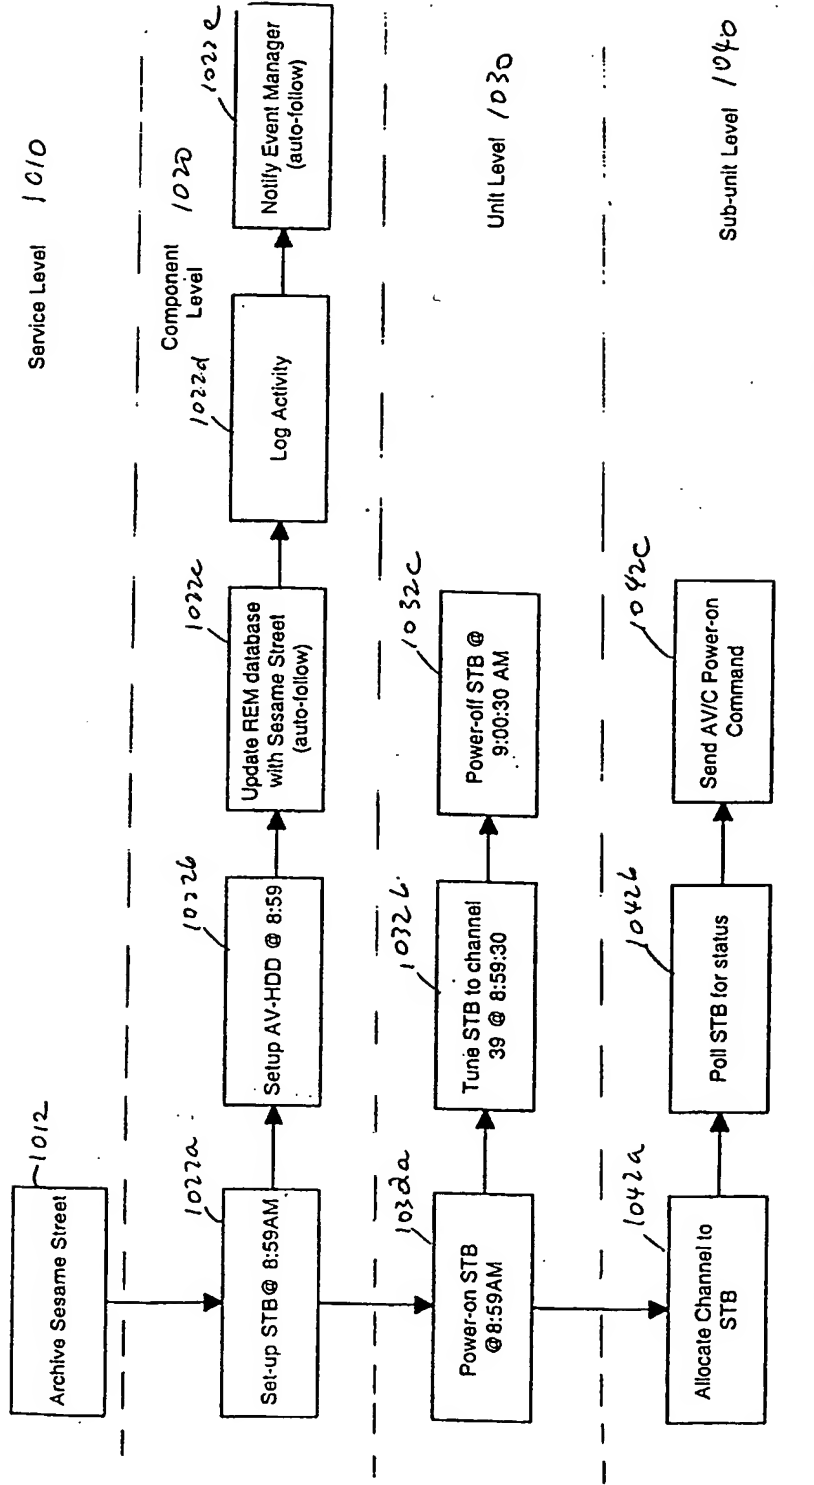 Service Level 1010
1012
Archive Sesame Street
Component
Level
1020
1022a
Set-up STB@ 8:59AM
1022b
Setup AV-HDD @ 8:59
1022c
Update REM database
with Sesame Street
(auto-follow)
1022d
Log Activity
1022e
Notify Event Manager
(auto-follow)
Unit Level 1030
1032a
Power-on STB
@8:59AM
1032b
Tune STB to channel
39 @ 8:59:30
1032c
Power-off STB @
9:00:30 AM
Sub-unit Level 1040
1042a
Allocate Channel to
STB
1042b
Poll STB for status
1042c
Send AV/C Power-on
Command